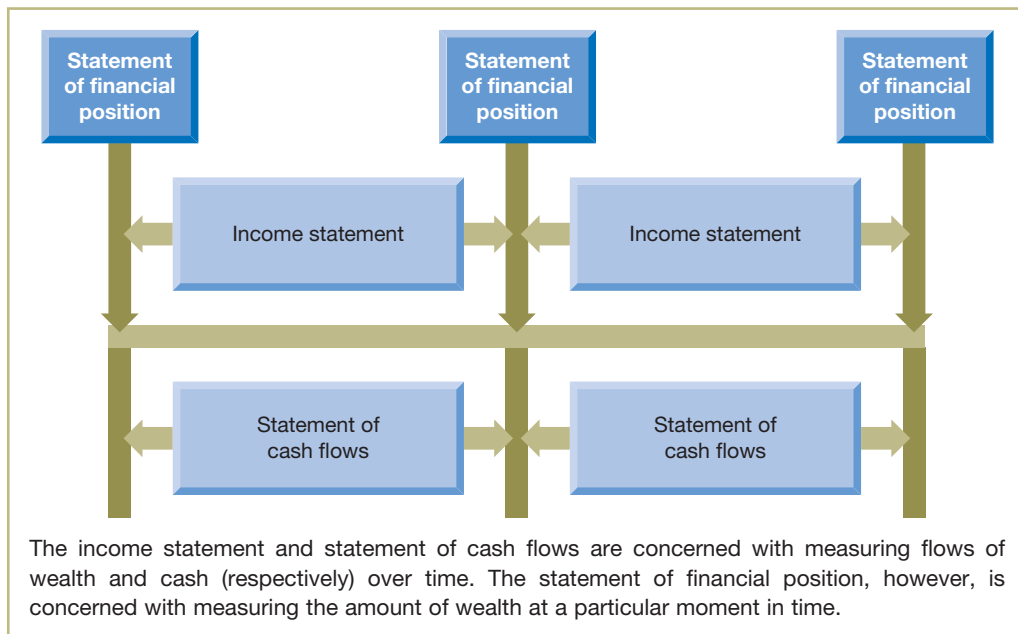 Statement
of financial
position
Statement
of financial
position
Statement
of financial
position
Income statement
Income statement
Statement of
cash flows
Statement of
cash flows
The income statement and statement of cash flows are concerned with measuring flows of
wealth and cash (respectively) over time. The statement of financial position, however, is
concerned with measuring the amount of wealth at a particular moment in time.